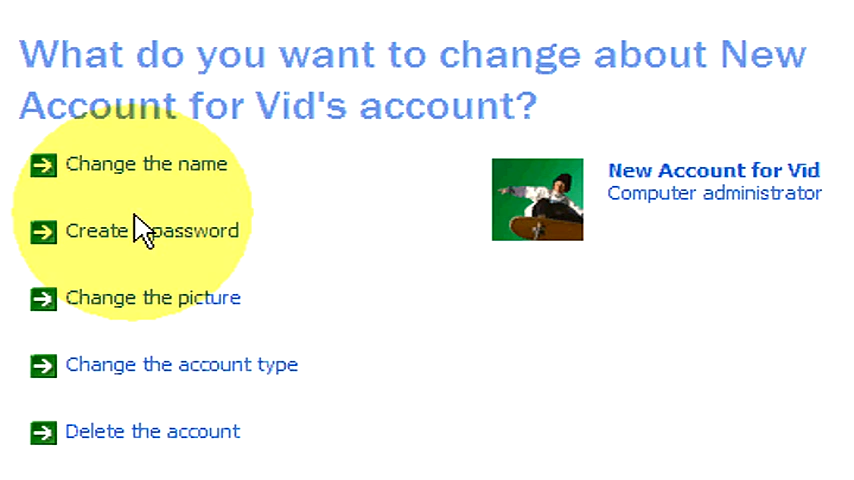 What do you want to change about New
Account for Vid's account?
Change the name
New Account for Vid
Computer administrator
Create password
Change the picture
Change the account type
Delete the account